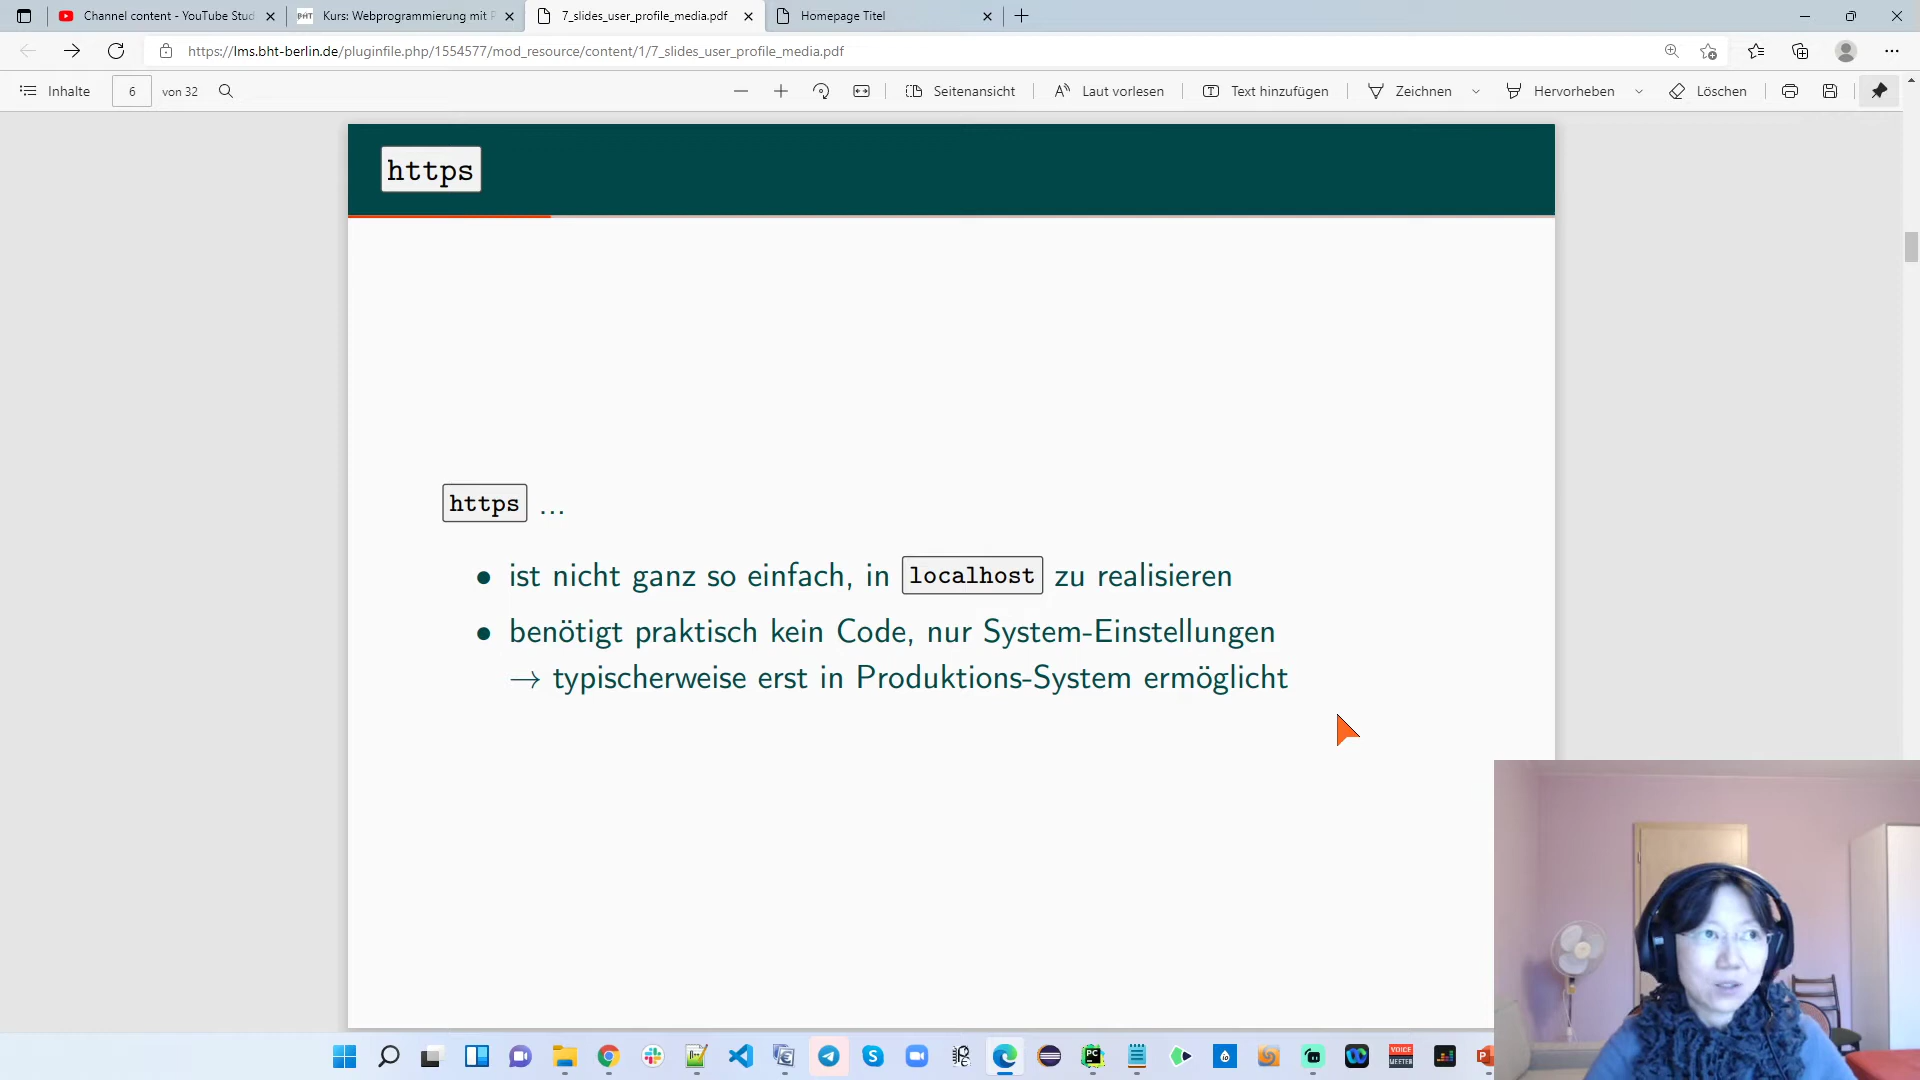 Channel content - YouTube Stud
Kurs: Webprogrammierung mit P
7_slides_user_profile_media.pdf
Homepage Titel
https://lms.bht-berlin.de/pluginfile.php/1554577/mod_resource/content/1/7_slides_user_profile_media.pdf
Inhalte
6
von 32
Seitenansicht
Laut vorlesen
Text hinzufügen
Zeichnen
Hervorheben
Löschen
https
https ...
• ist nicht ganz so einfach, in localhost zu realisieren
• benötigt praktisch kein Code, nur System-Einstellungen
→ typischerweise erst in Produktions-System ermöglicht